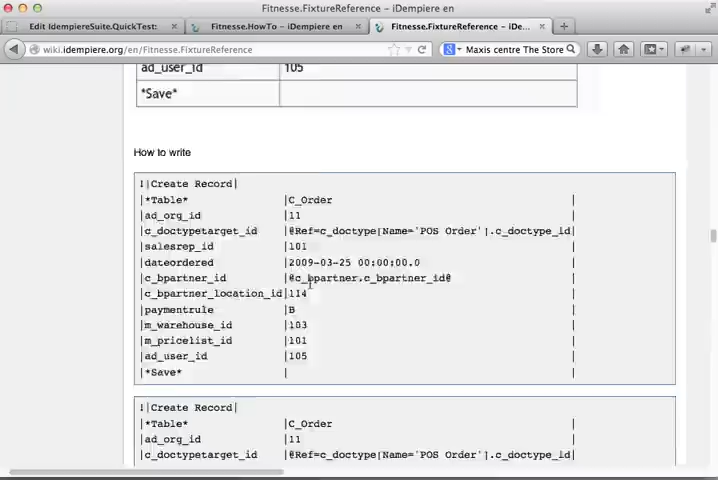 Fitnesse.FixtureReference – iDempiere en
Edit IdempiereSuite.QuickTest:
Fitnesse.HowTo – iDempiere en
Fitnesse.FixtureReference – iDe...
wiki.idempiere.org/en/Fitnesse.FixtureReference
Maxis centre The Store
ad_user_id 105
*Save*
How to write
!|Create Record|
|*Table* |C_Order |
|ad_org_id |11 |
|c_doctypetarget_id |@Ref=c_doctype[Name='POS Order'].c_doctype_id|
|salesrep_id |101 |
|dateordered |2009-03-25 00:00:00.0 |
|c_bpartner_id |@c_bpartner.c_bpartner_id@ |
|c_bpartner_location_id|114 |
|paymentrule |B |
|m_warehouse_id |103 |
|m_pricelist_id |101 |
|ad_user_id |105 |
|*Save* | |
!|Create Record|
|*Table* |C_Order |
|ad_org_id |11 |
|c_doctypetarget_id |@Ref=c_doctype[Name='POS Order'].c_doctype_id|